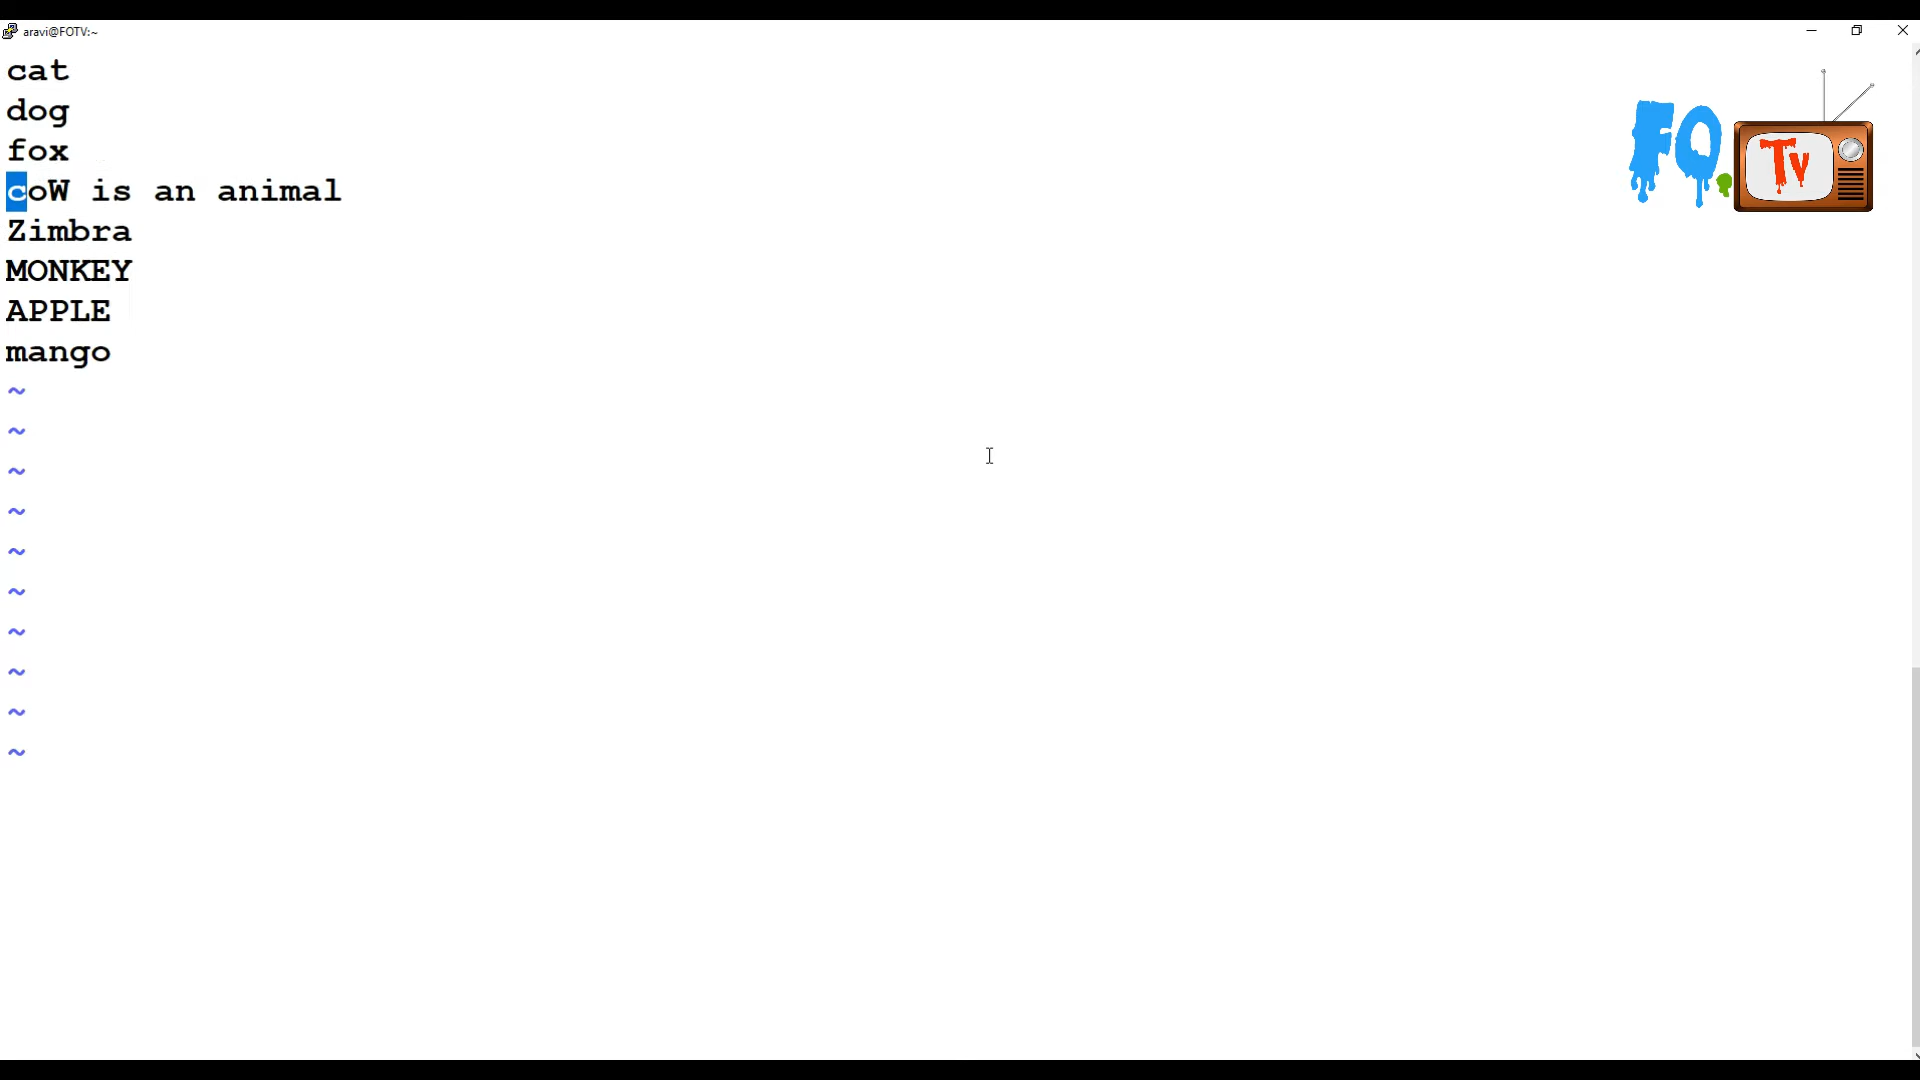 aravi@FOTV:~
cat
dog
fox
coW is an animal
Zimbra
MONKEY
APPLE
mango
~
~
~
~
~
~
~
~
~
~
FO.
Tv